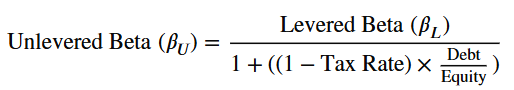 Unlevered Beta (β_U) = Levered Beta (β_L) / 1 + ((1 − Tax Rate) × Debt / Equity )